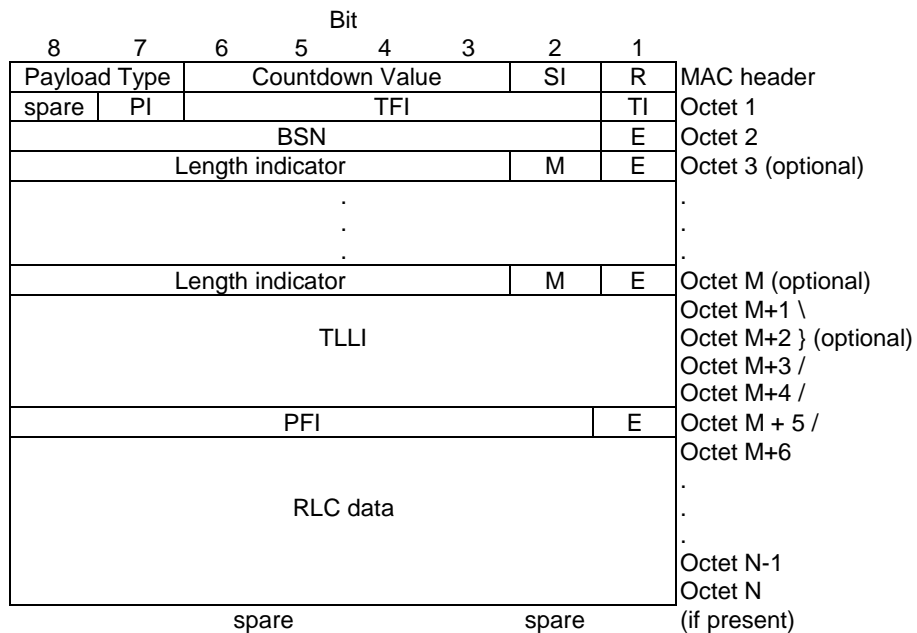 Bit
8 7 6 5 4 3 2 1
Payload Type Countdown Value SI R MAC header
spare PI TFI TI Octet 1
BSN E Octet 2
Length indicator M E Octet 3 (optional)
. .
. .
. .
Length indicator M E Octet M (optional)
Octet M+1 \
TLLI Octet M+2 } (optional)
Octet M+3 /
Octet M+4 /
PFI E Octet M + 5 /
Octet M+6
.
RLC data .
.
Octet N-1
Octet N
spare spare (if present)